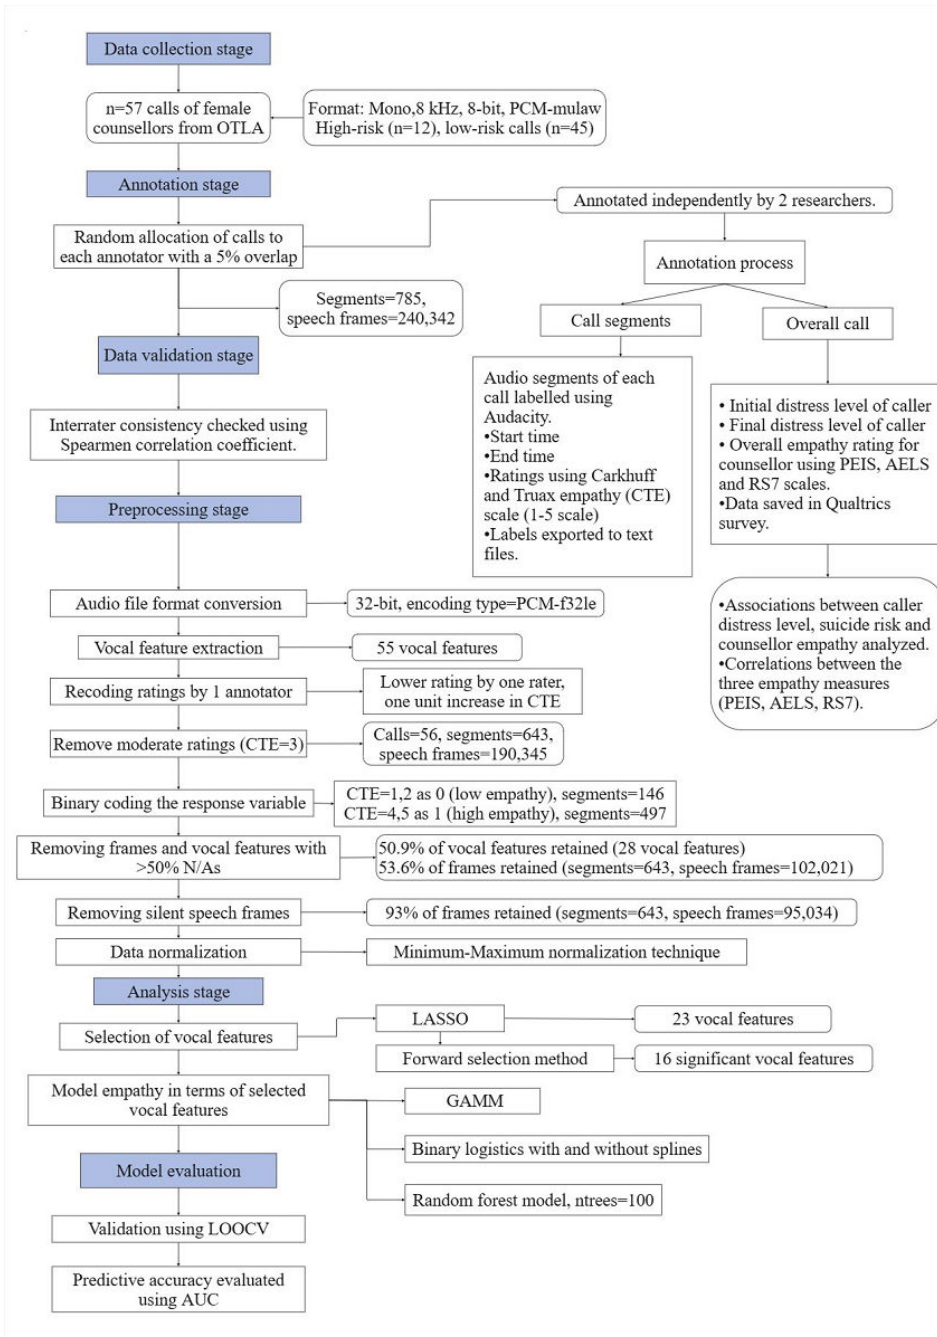 Data collection stage
n=57 calls of female
counsellors from OTLA
Format: Mono,8 kHz, 8-bit, PCM-mulaw
High-risk (n=12), low-risk calls (n=45)
Annotation stage
Annotated independently by 2 researchers.
Random allocation of calls to
each annotator with a 5% overlap
Annotation process
Segments=785,
speech frames=240,342
Call segments
Overall call
Data validation stage
Audio segments of each
call labelled using
Audacity.
•Start time
•End time
•Ratings using Carkhuff
and Truax empathy (CTE)
scale (1-5 scale)
•Labels exported to text
files.
• Initial distress level of caller
• Final distress level of caller
• Overall empathy rating for
counsellor using PEIS, AELS
and RS7 scales.
•Data saved in Qualtrics
survey.
Interrater consistency checked using
Spearmen correlation coefficient.
Preprocessing stage
•Associations between caller
distress level, suicide risk and
counsellor empathy analyzed.
•Correlations between the
three empathy measures
(PEIS, AELS, RS7).
Audio file format conversion
32-bit, encoding type=PCM-f32le
Vocal feature extraction
55 vocal features
Recoding ratings by 1 annotator
Lower rating by one rater,
one unit increase in CTE
Remove moderate ratings (CTE=3)
Calls=56, segments=643,
speech frames=190,345
Binary coding the response variable
CTE=1,2 as 0 (low empathy), segments=146
CTE=4,5 as 1 (high empathy), segments=497
Removing frames and vocal features with
>50% N/As
50.9% of vocal features retained (28 vocal features)
53.6% of frames retained (segments=643, speech frames=102,021)
Removing silent speech frames
93% of frames retained (segments=643, speech frames=95,034)
Data normalization
Minimum-Maximum normalization technique
Analysis stage
Selection of vocal features
LASSO
23 vocal features
Forward selection method
16 significant vocal features
Model empathy in terms of selected
vocal features
GAMM
Binary logistics with and without splines
Random forest model, ntrees=100
Model evaluation
Validation using LOOCV
Predictive accuracy evaluated
using AUC